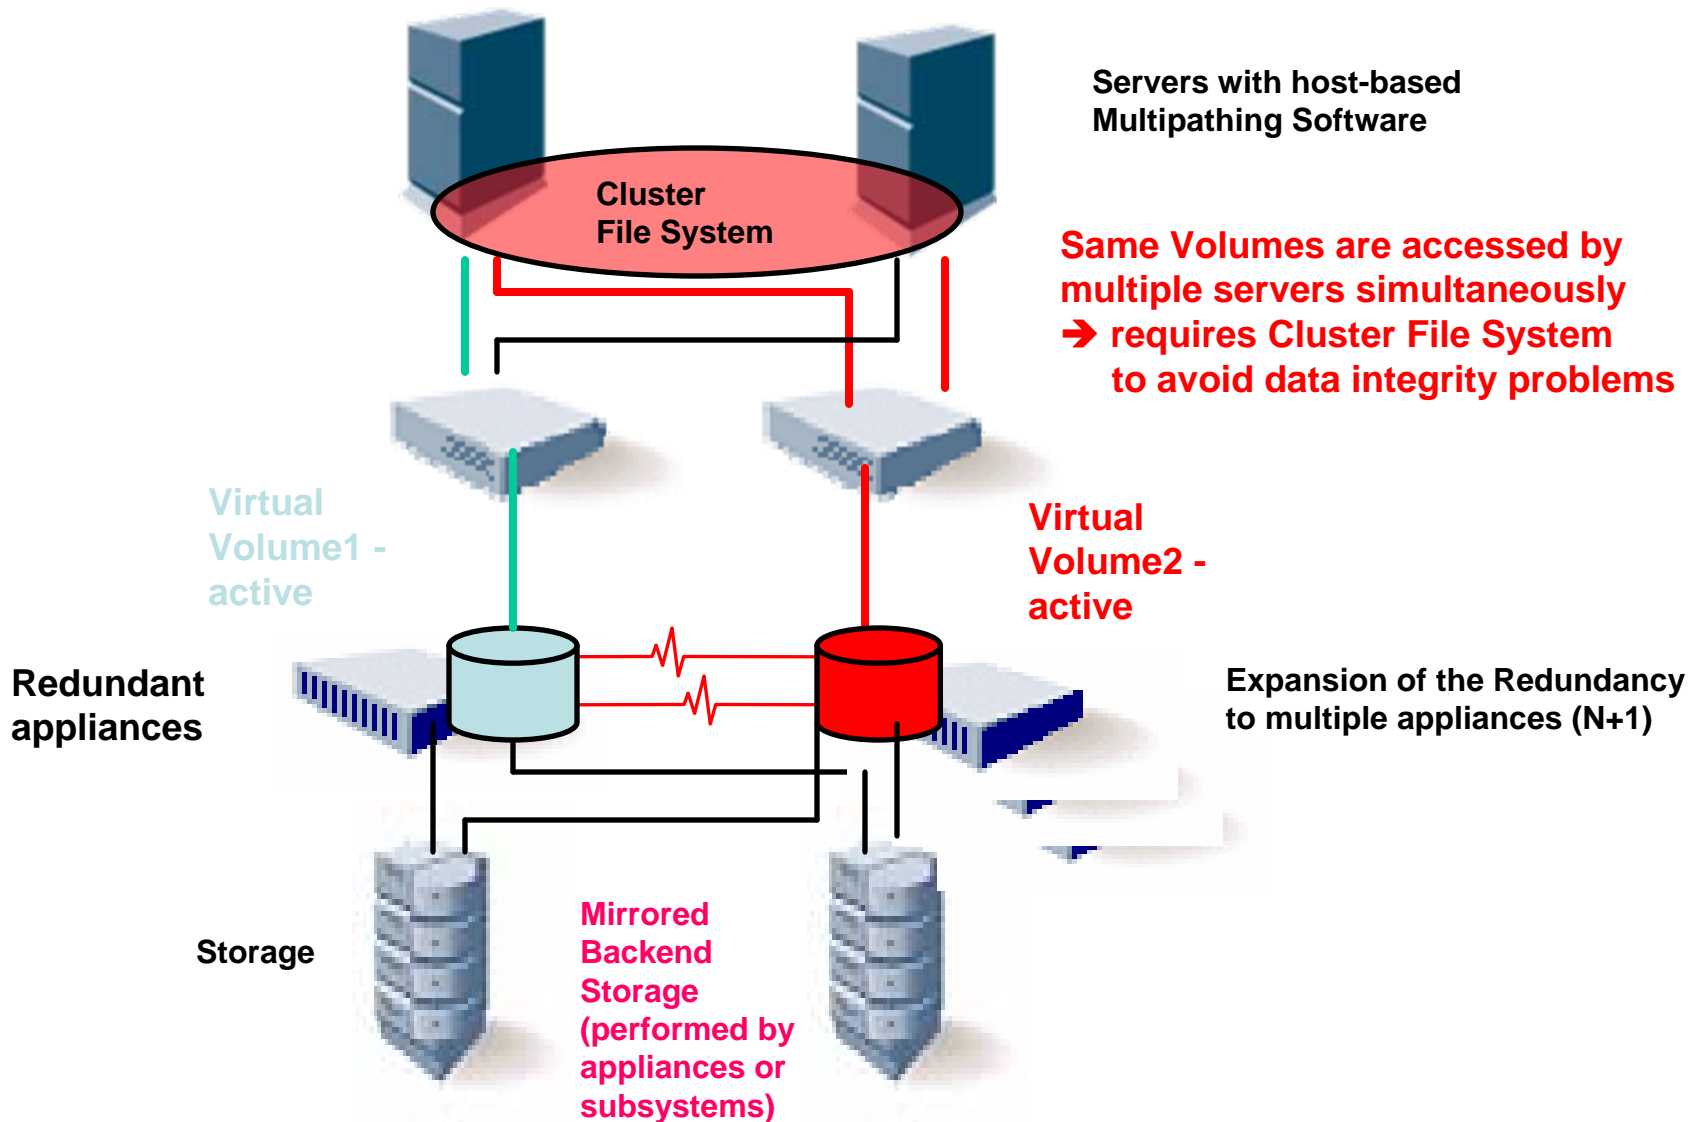 Servers with host-based
Multipathing Software
Cluster
File System
Same Volumes are accessed by
multiple servers simultaneously
➔ requires Cluster File System
to avoid data integrity problems
Virtual
Volume1 -
active
Virtual
Volume2 -
active
Redundant
appliances
Expansion of the Redundancy
to multiple appliances (N+1)
Storage
Mirrored
Backend
Storage
(performed by
appliances or
subsystems)